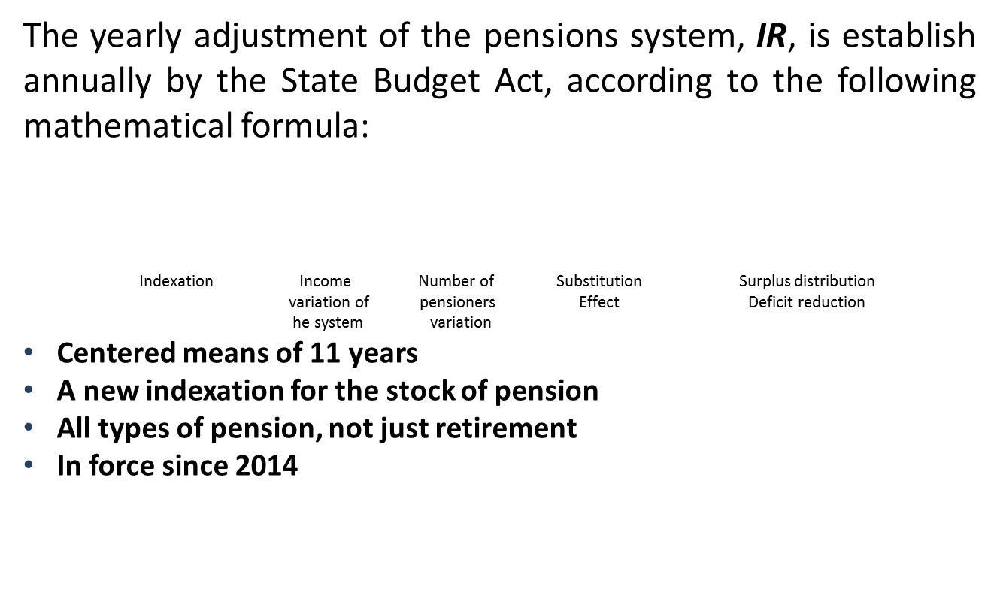 The yearly adjustment of the pensions system, IR, is establish
annually by the State Budget Act, according to the following
mathematical formula:
Indexation
Income
variation of
he system
Number of
pensioners
variation
Substitution
Effect
Surplus distribution
Deficit reduction
• Centered means of 11 years
• A new indexation for the stock of pension
• All types of pension, not just retirement
• In force since 2014